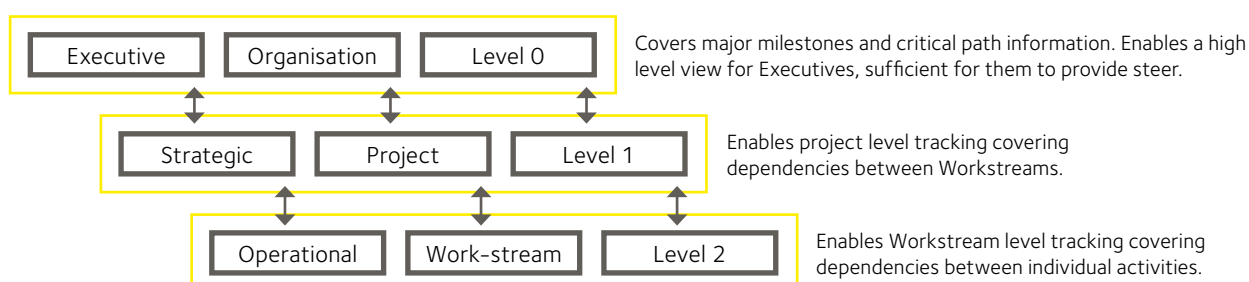 Executive Organisation Level 0
Covers major milestones and critical path information. Enables a high
level view for Executives, sufficient for them to provide steer.
Strategic Project Level 1
Enables project level tracking covering
dependencies between Workstreams.
Operational Work-stream Level 2
Enables Workstream level tracking covering
dependencies between individual activities.